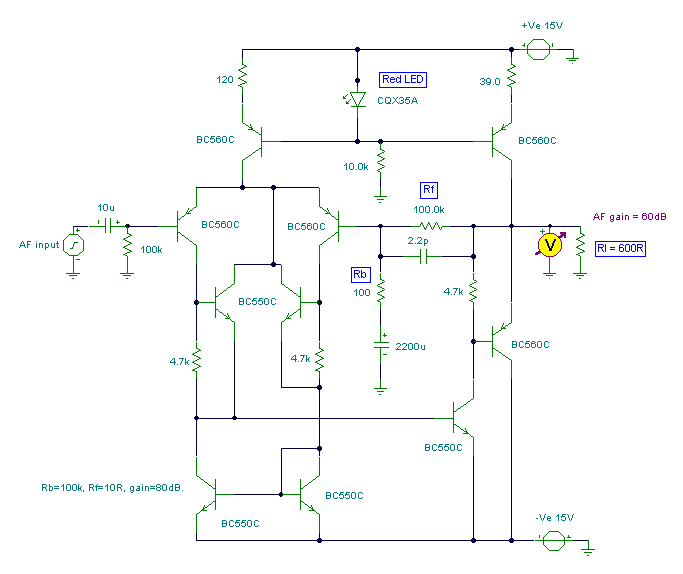 +Ve 15V
120
Red LED
39.0
CQX35A
BC560C
BC560C
10.0k
Rf
10u
BC560C
BC560C
100.0k
AF gain = 60dB
AF input
100k
2.2p
V
Rl = 600R
Rb
100
4.7k
BC550C
2200u
BC560C
4.7k
4.7k
BC550C
Rb=100k, Rf=10R, gain=80dB.
BC550C
BC550C
-Ve 15V